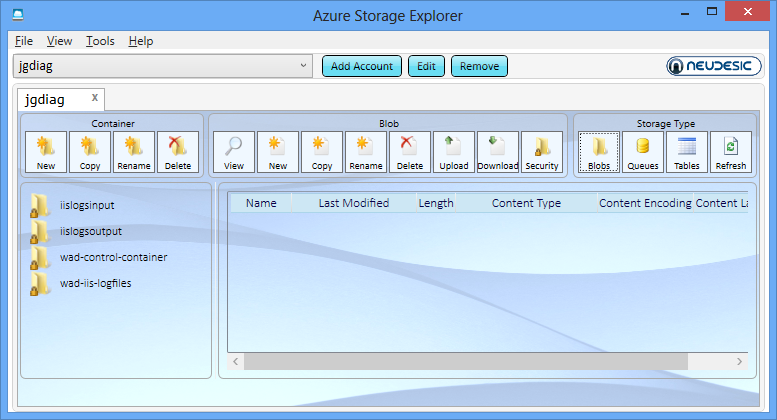 Azure Storage Explorer
File View Tools Help
jgdiag
Add Account Edit Remove
NEUDESIC
jgdiag x
Container Blob Storage Type
New Copy Rename Delete View New Copy Rename Delete Upload Download Security Blobs Queues Tables Refresh
iislogsinput
iislogsoutput
wad-control-container
wad-iis-logfiles
Name Last Modified Length Content Type Content Encoding Content La